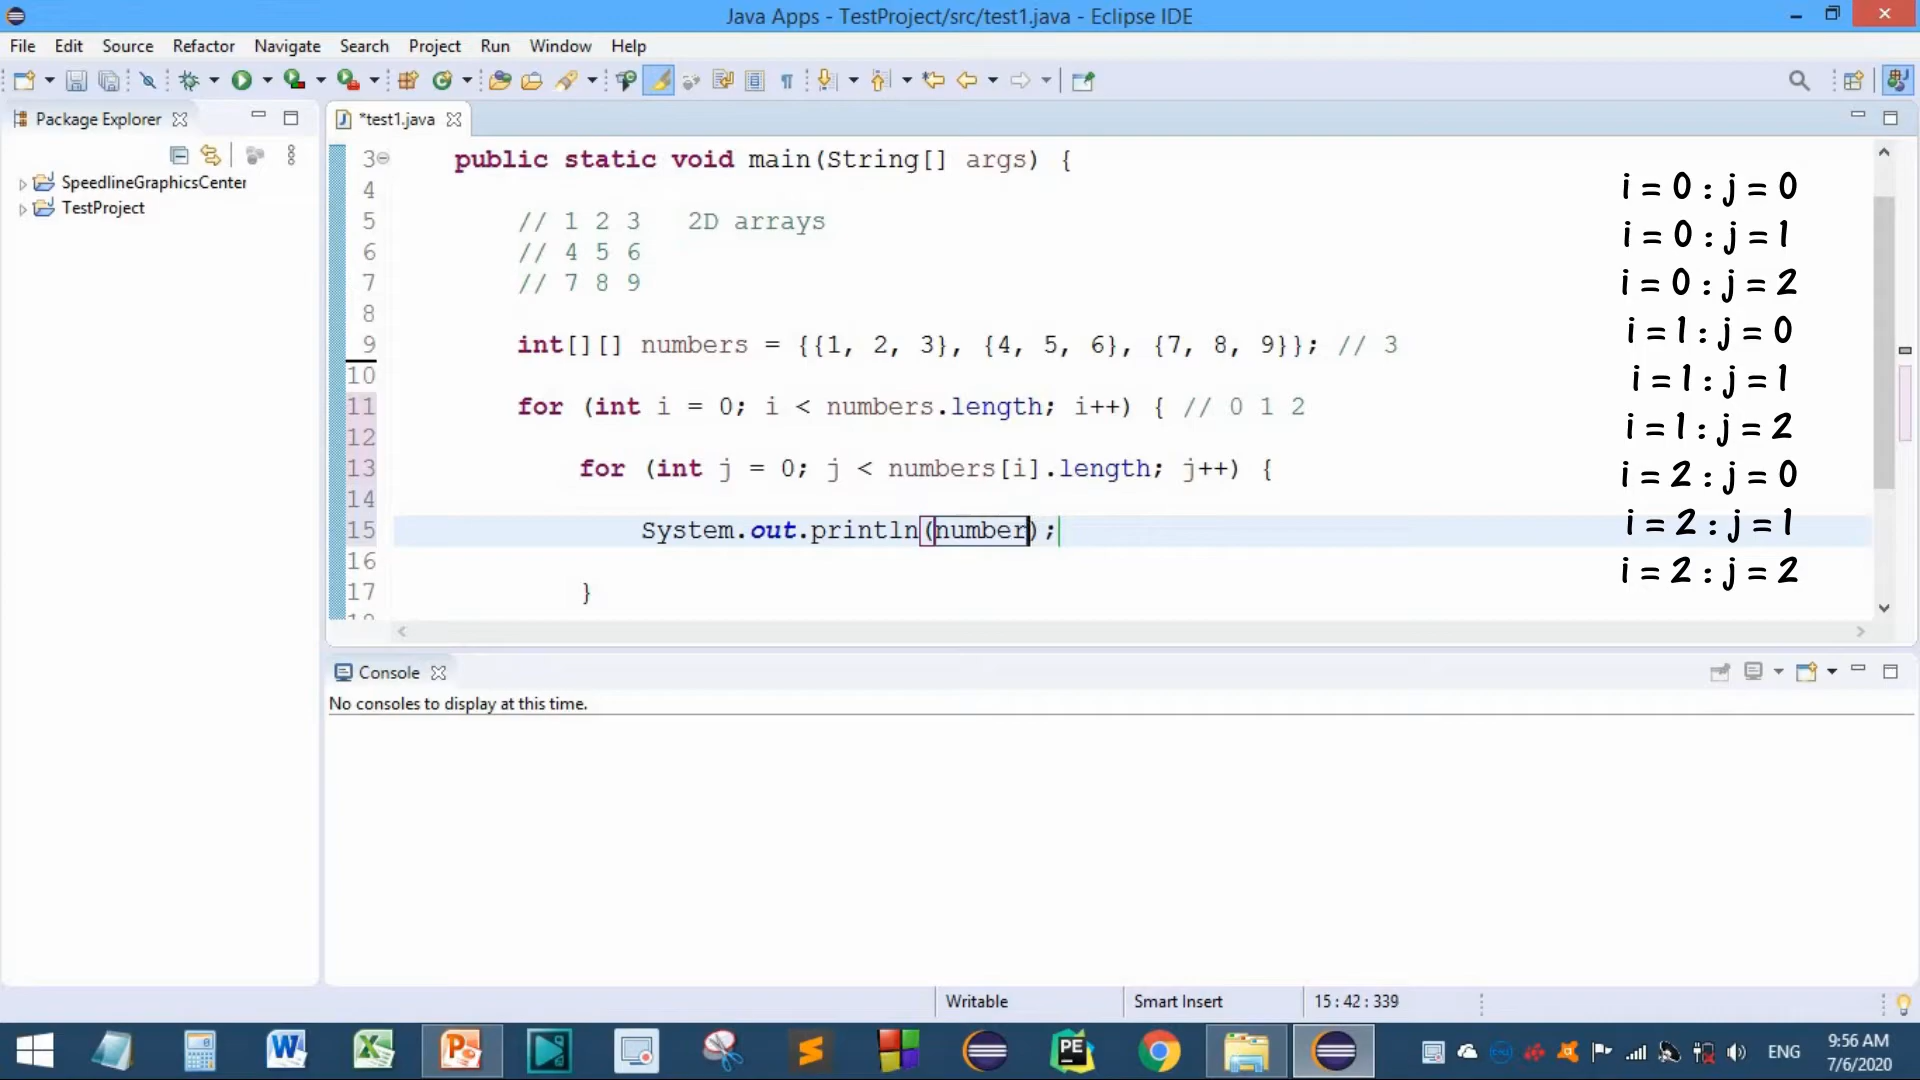 Java Apps - TestProject/src/test1.java - Eclipse IDE
File Edit Source Refactor Navigate Search Project Run Window Help
Package Explorer
*test1.java
SpeedlineGraphicsCenter
TestProject
3 public static void main(String[] args) {
4
5 // 1 2 3   2D arrays
6 // 4 5 6
7 // 7 8 9
8
9 int[][] numbers = {{1, 2, 3}, {4, 5, 6}, {7, 8, 9}}; // 3
10
11 for (int i = 0; i < numbers.length; i++) { // 0 1 2
12
13 for (int j = 0; j < numbers[i].length; j++) {
14
15 System.out.println(number);
16
17 }
i = 0 : j = 0
i = 0 : j = 1
i = 0 : j = 2
i = 1 : j = 0
i = 1 : j = 1
i = 1 : j = 2
i = 2 : j = 0
i = 2 : j = 1
i = 2 : j = 2
Console
No consoles to display at this time.
Writable
Smart Insert
15 : 42 : 339
PE
ENG
9:56 AM
7/6/2020